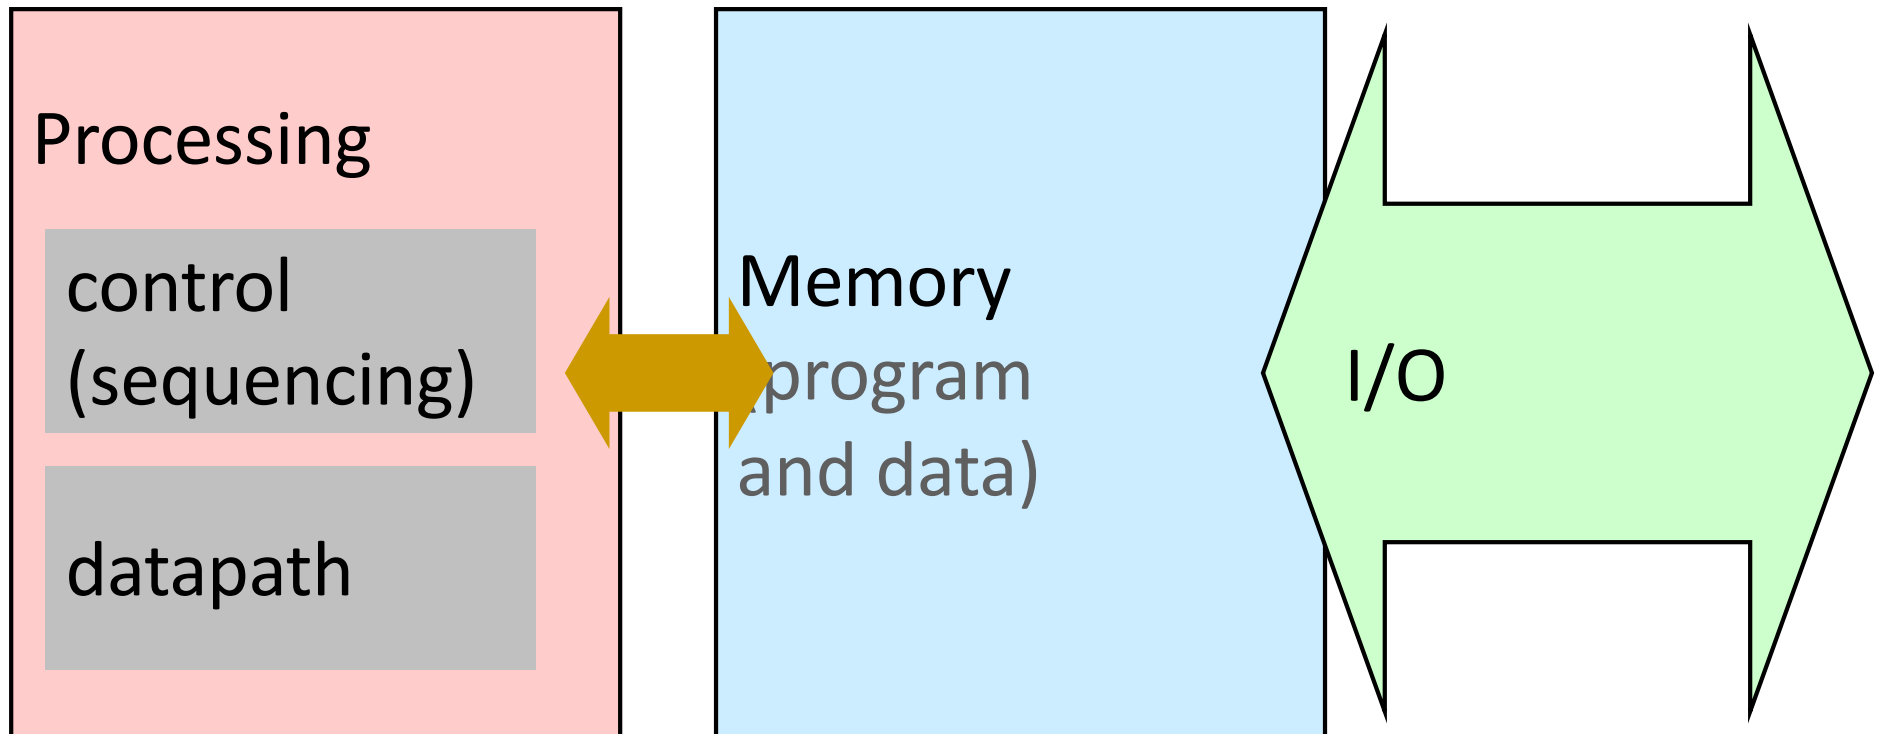 Processing
control
(sequencing)
datapath
Memory
(program
and data)
I/O